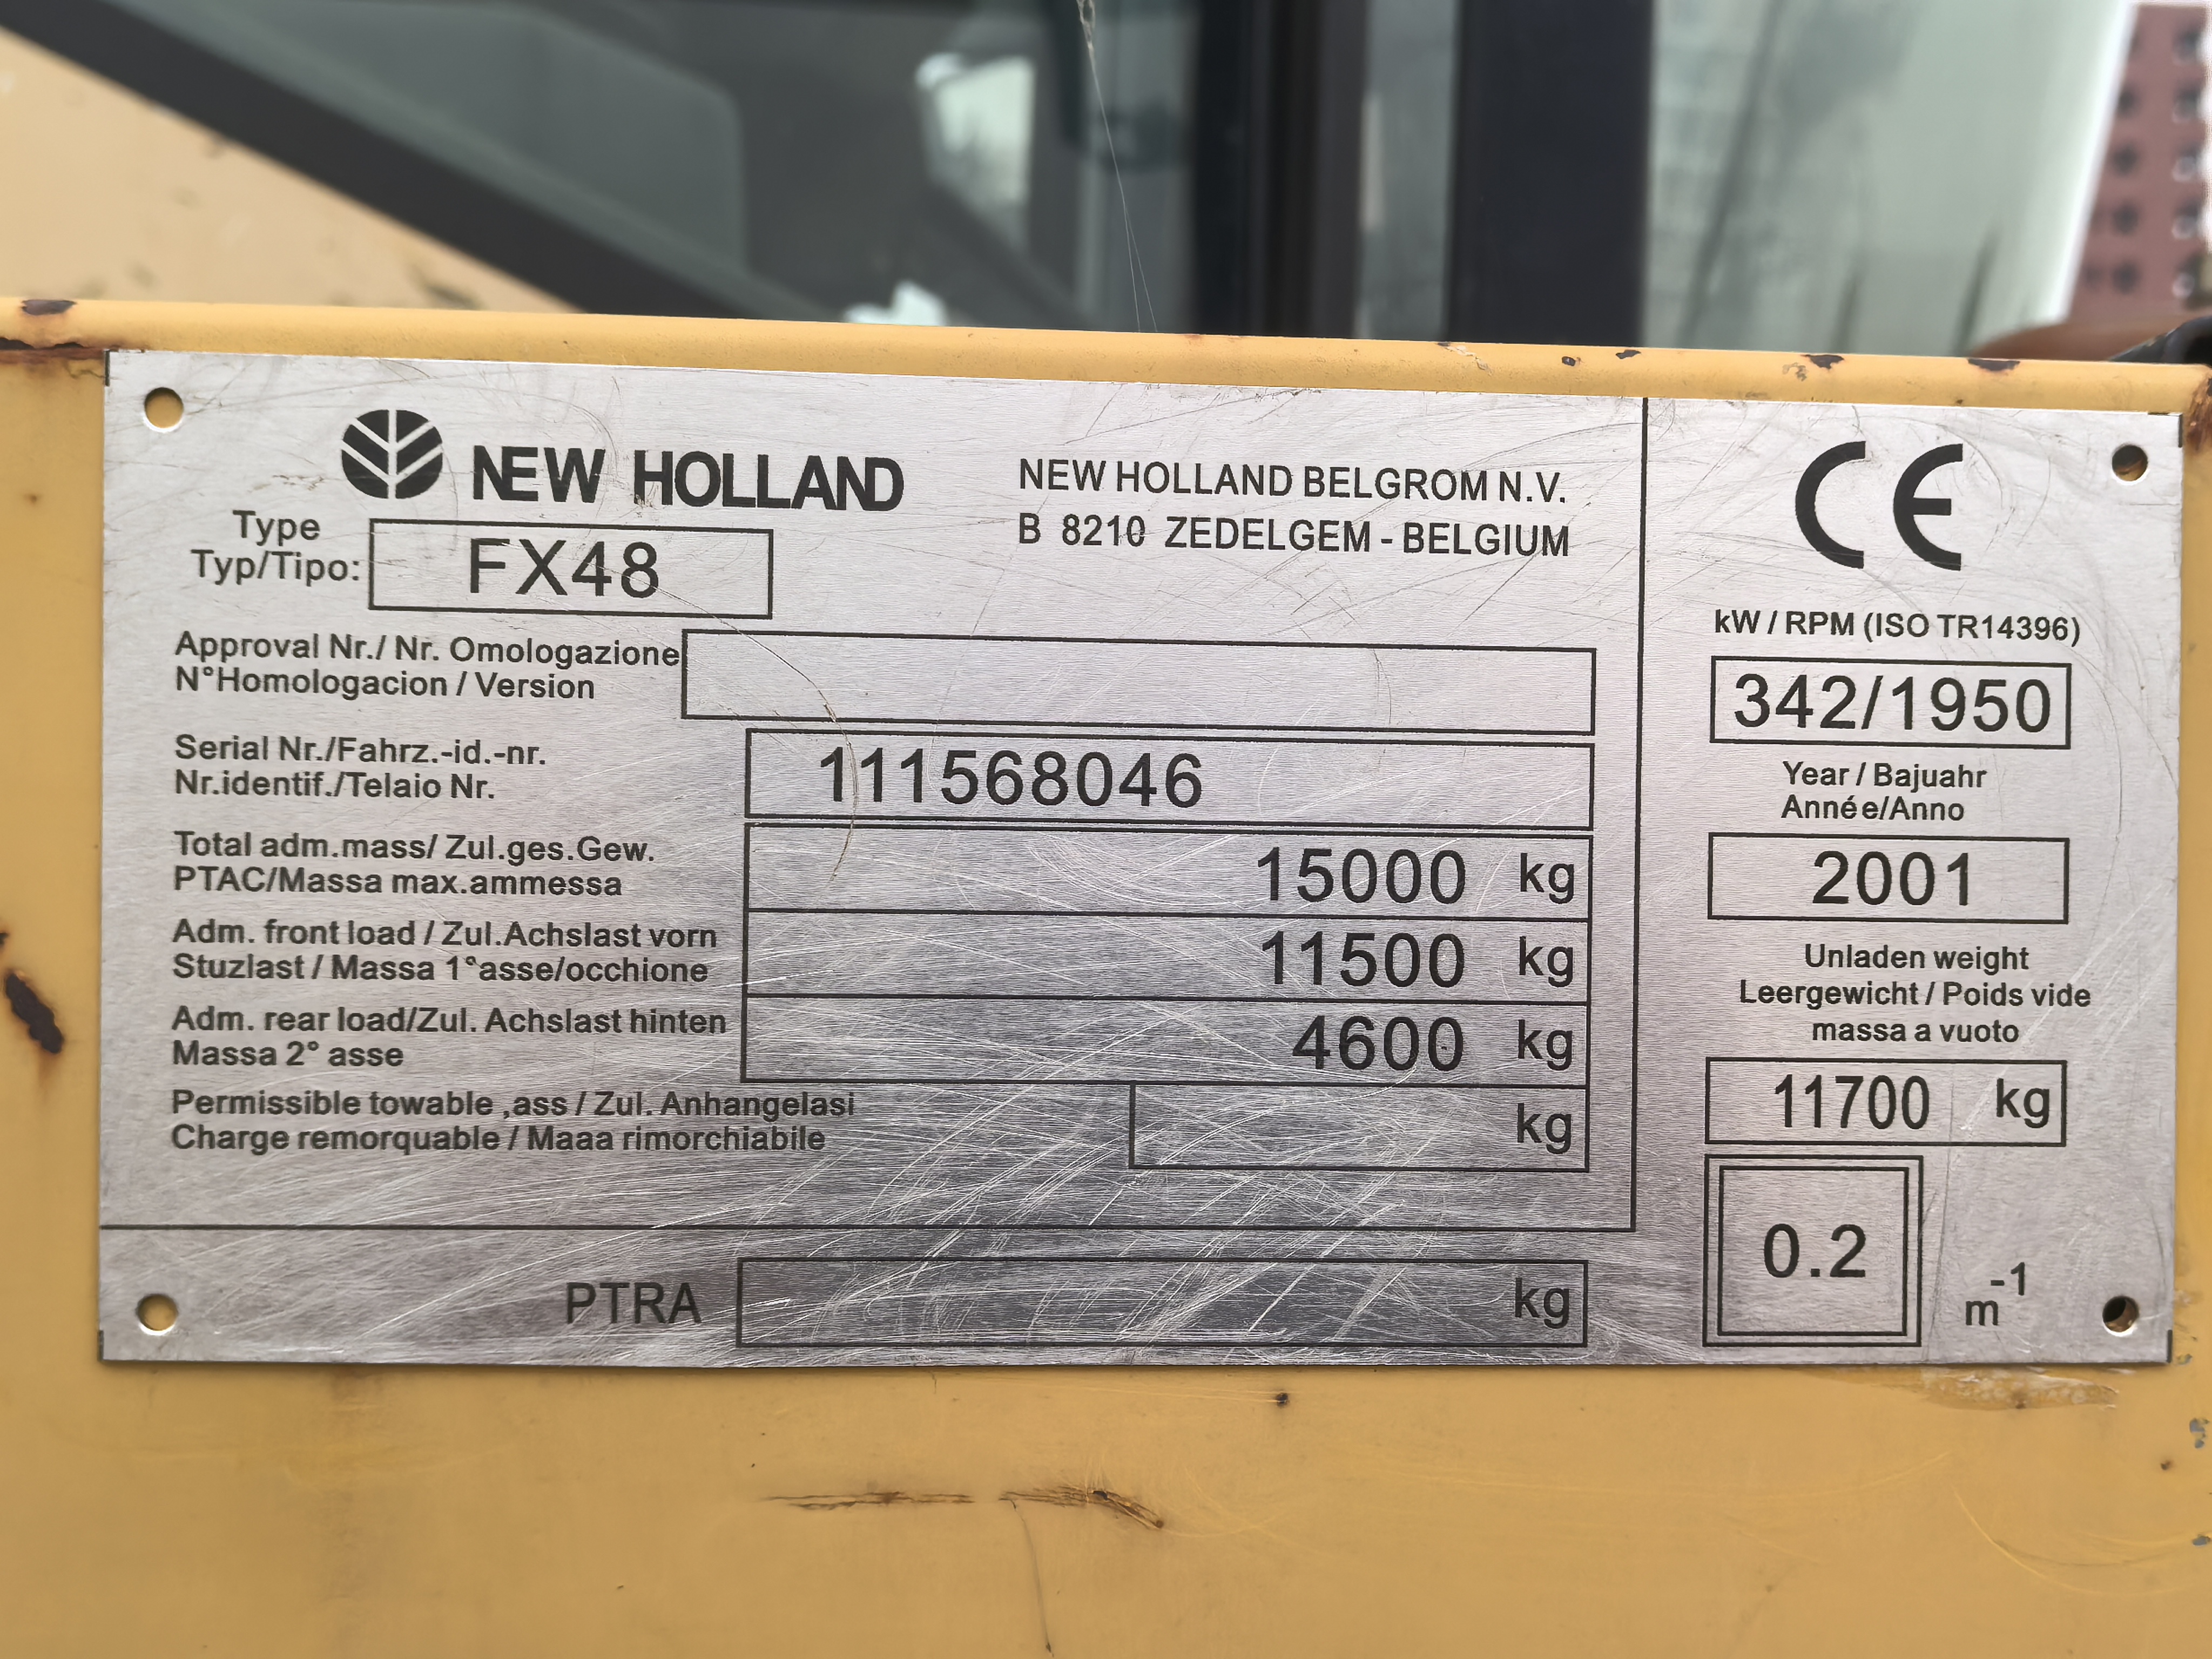 NEW HOLLAND
NEW HOLLAND BELGROM N.V.
B 8210 ZEDELGEM - BELGIUM
Type
Typ/Tipo:
FX48
Approval Nr./ Nr. Omologazione
N°Homologacion / Version
Serial Nr./Fahrz.-id.-nr.
Nr.identif./Telaio Nr.
111568046
Total adm.mass/ Zul.ges.Gew.
PTAC/Massa max.ammessa
15000 kg
Adm. front load / Zul.Achslast vorn
Stuzlast / Massa 1°asse/occhione
11500 kg
Adm. rear load/Zul. Achslast hinten
Massa 2° asse
4600 kg
Permissible towable ,ass / Zul. Anhangelasi
Charge remorquable / Maaa rimorchiabile
kg
PTRA
kg
CE
kW / RPM (ISO TR14396)
342/1950
Year / Bajuahr
Année/Anno
2001
Unladen weight
Leergewicht / Poids vide
massa a vuoto
11700 kg
0.2
m-1